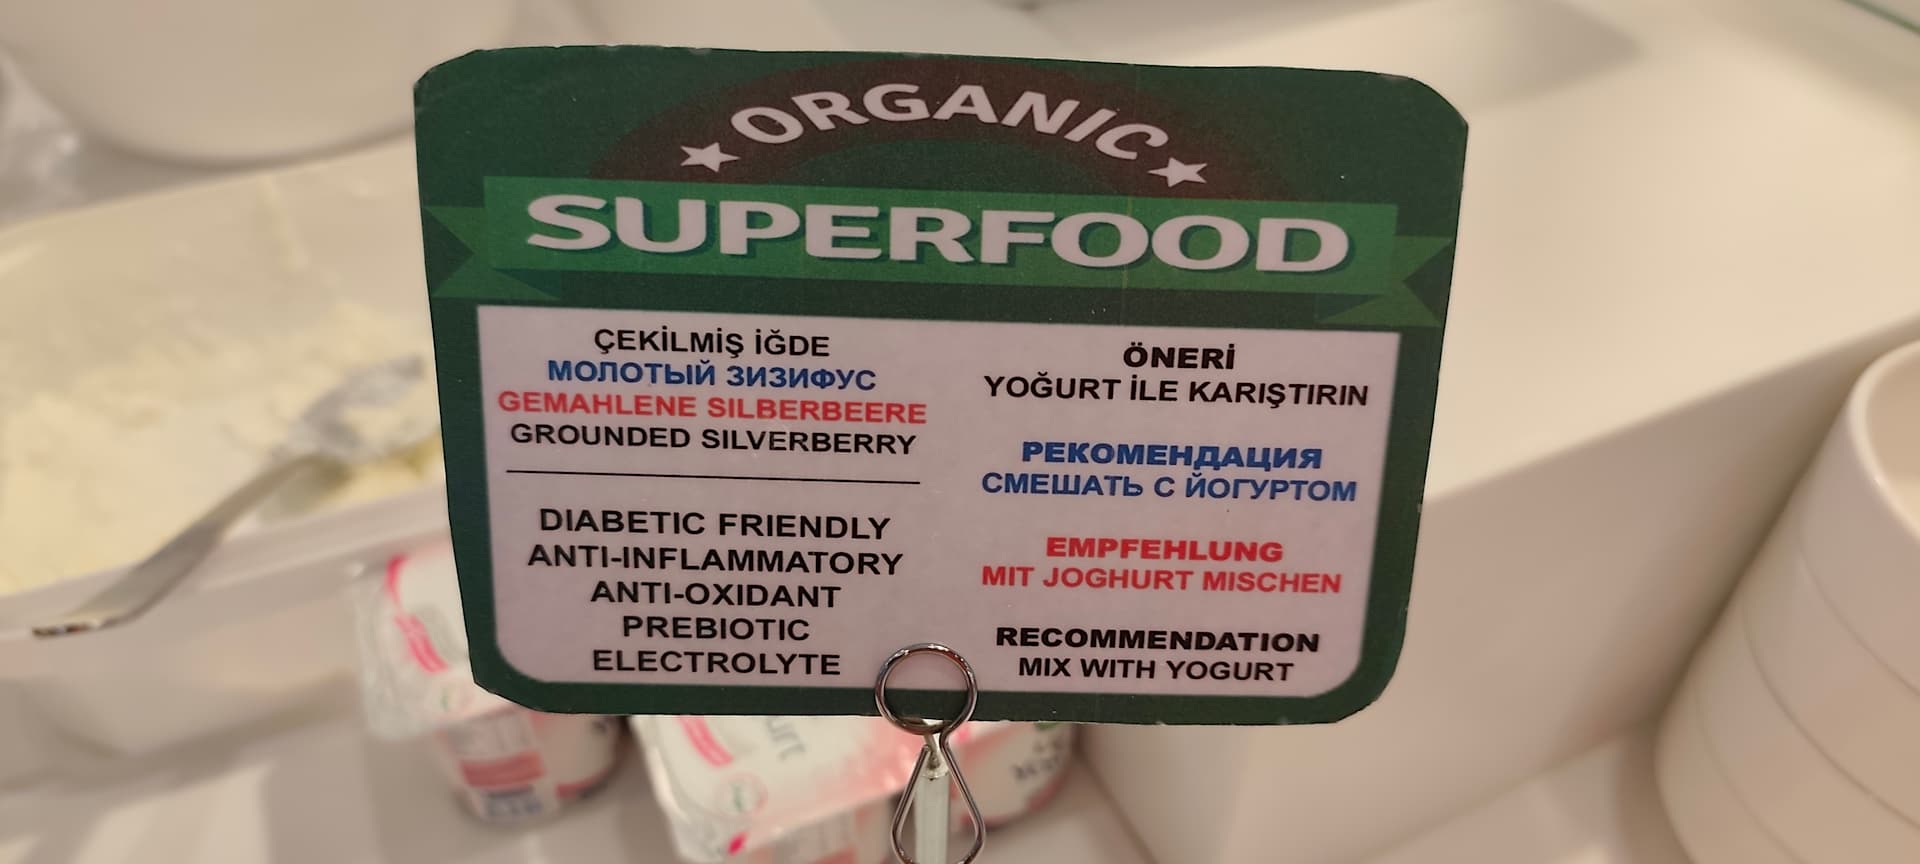 ORGANIC
SUPERFOOD
ÇEKİLMİŞ İĞDE
МОЛОТЫЙ ЗИЗИФУС
GEMAHLENE SILBERBEERE
GROUNDED SILVERBERRY
DIABETIC FRIENDLY
ANTI-INFLAMMATORY
ANTI-OXIDANT
PREBIOTIC
ELECTROLYTE
ÖNERİ
YOĞURT İLE KARIŞTIRIN
РЕКОМЕНДАЦИЯ
СМЕШАТЬ С ЙОГУРТОМ
EMPFEHLUNG
MIT JOGHURT MISCHEN
RECOMMENDATION
MIX WITH YOGURT